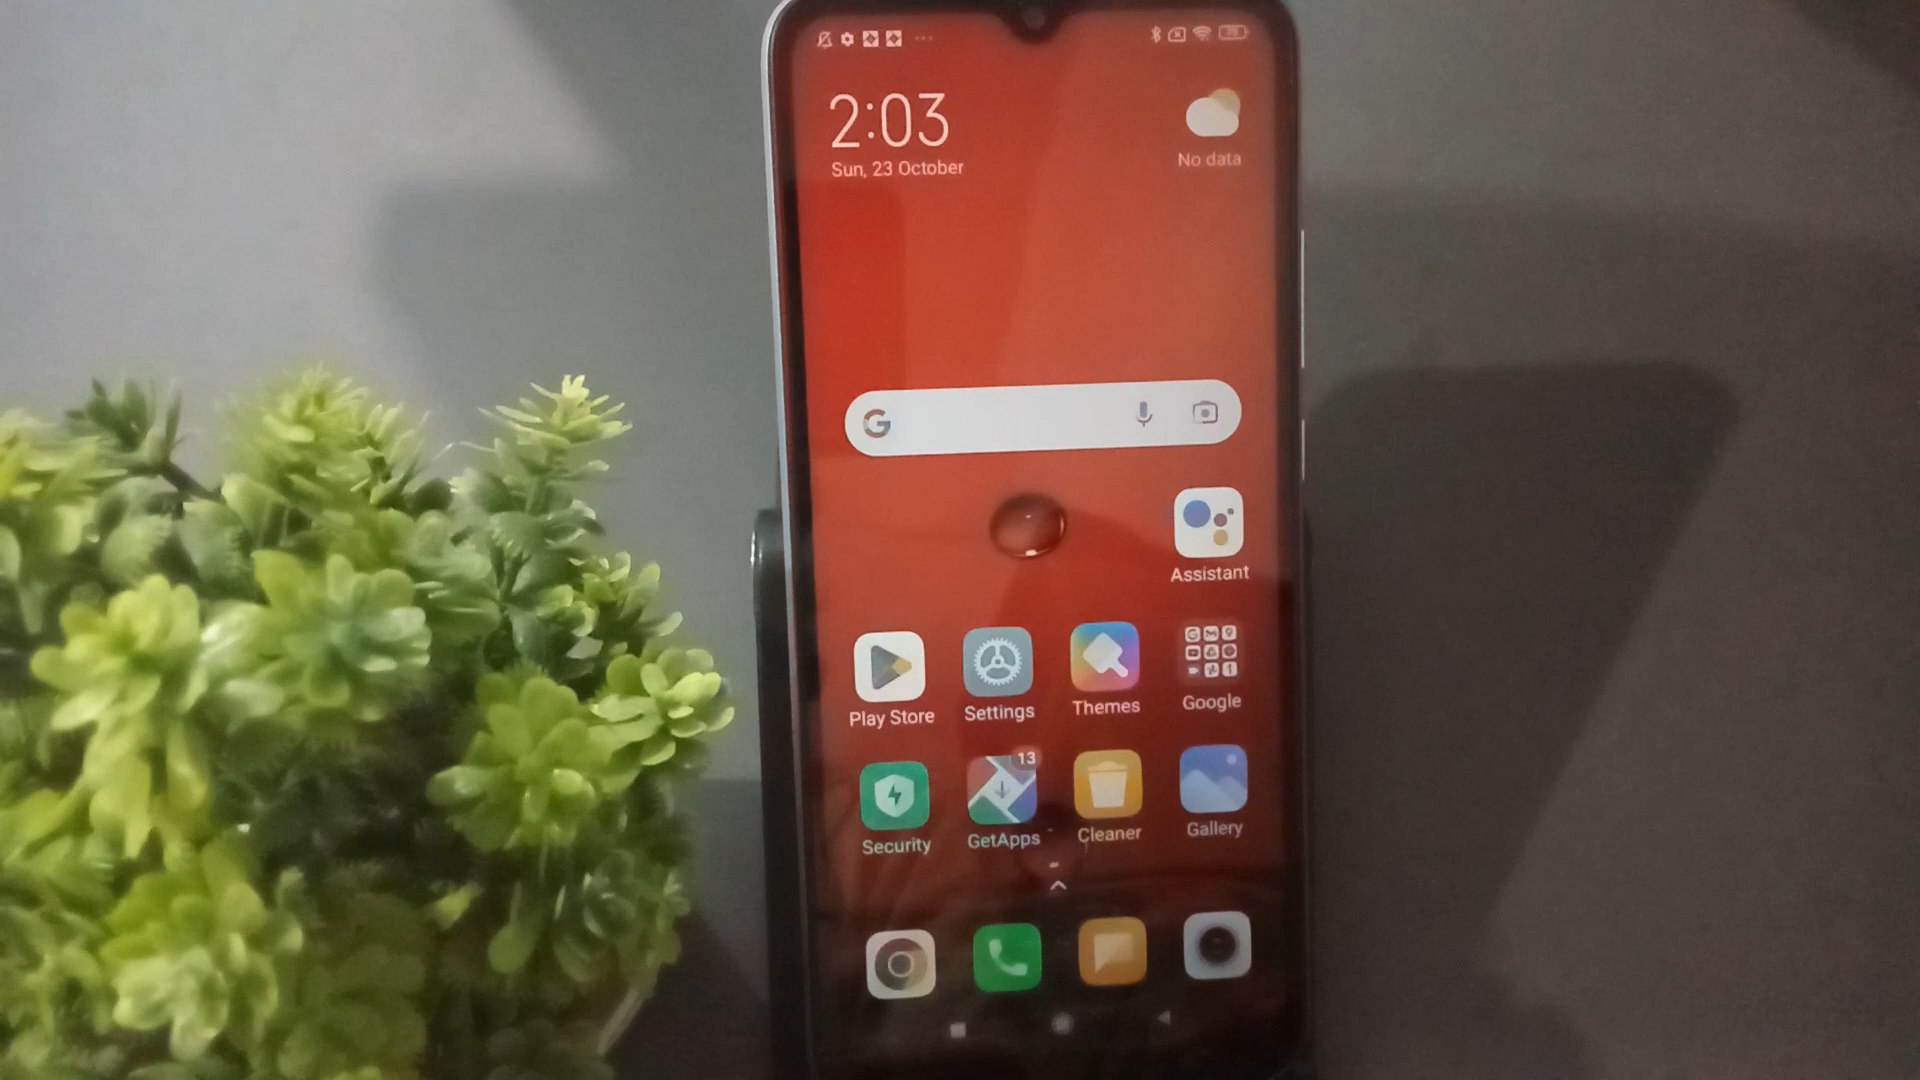 2:03
Sun, 23 October
No data
G
Assistant
Play Store
Settings
Themes
Google
Security
GetApps
13
Cleaner
Gallery